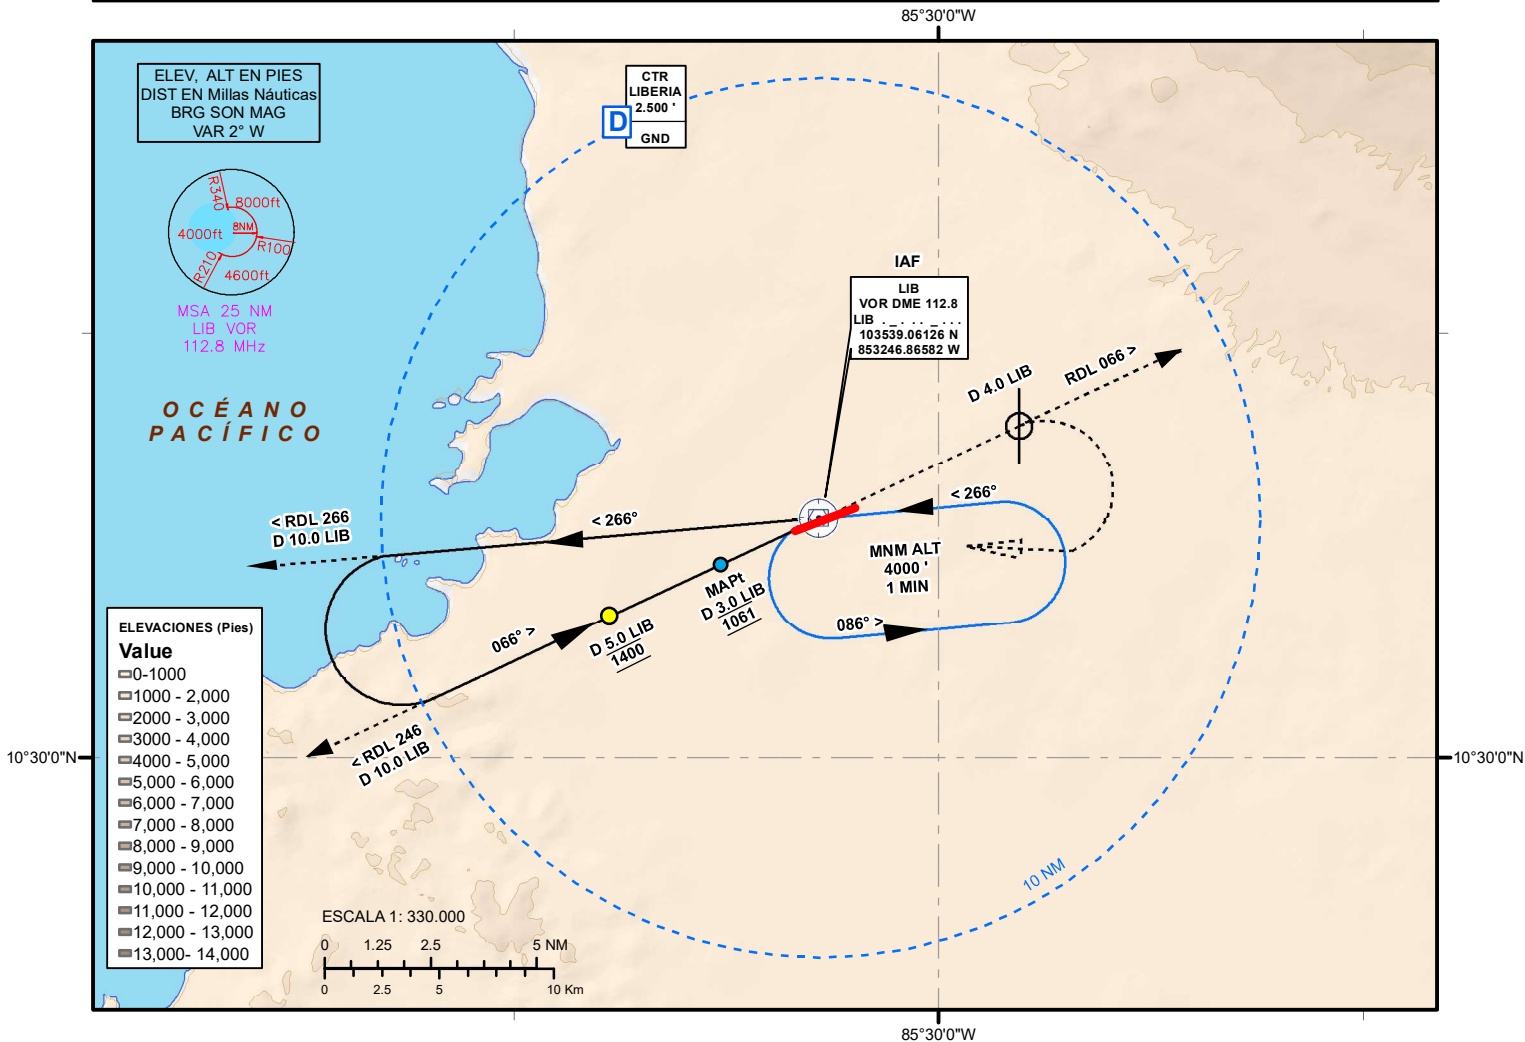 85°30'0"W
ELEV, ALT EN PIES
DIST EN Millas Náuticas
BRG SON MAG
VAR 2° W
CTR
LIBERIA
2.500 '
GND
D
R340
8000ft
8NM
4000ft
R100
R210
4600ft
MSA 25 NM
LIB VOR
112.8 MHz
OCÉANO
PACÍFICO
IAF
LIB
VOR DME 112.8
LIB . _ . . . _ . . .
103539.06126 N
853246.86582 W
D 4.0 LIB
RDL 066 >
< 266°
< RDL 266
D 10.0 LIB
< 266°
MNM ALT
4000 '
1 MIN
086° >
MAPt
D 3.0 LIB
1061
D 5.0 LIB
1400
066° >
< RDL 246
D 10.0 LIB
10 NM
ELEVACIONES (Pies)
Value
0-1000
1000 - 2,000
2000 - 3,000
3000 - 4,000
4000 - 5,000
5,000 - 6,000
6,000 - 7,000
7,000 - 8,000
8,000 - 9,000
9,000 - 10,000
10,000 - 11,000
11,000 - 12,000
12,000 - 13,000
13,000- 14,000
10°30'0"N
10°30'0"N
ESCALA 1: 330.000
0 1.25 2.5 5 NM
0 2.5 5 10 Km
85°30'0"W